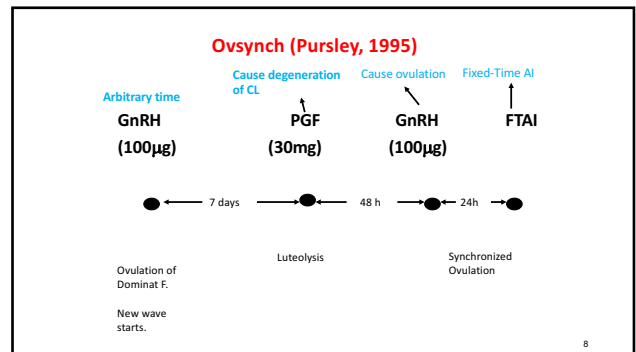 Ovsynch (Pursley, 1995)
Cause degeneration
of CL
Cause ovulation
Fixed-Time AI
Arbitrary time
GnRH
(100µg)
PGF
(30mg)
GnRH
(100µg)
FTAI
7 days
48 h
24h
Ovulation of
Dominat F.
New wave
starts.
Luteolysis
Synchronized
Ovulation
8